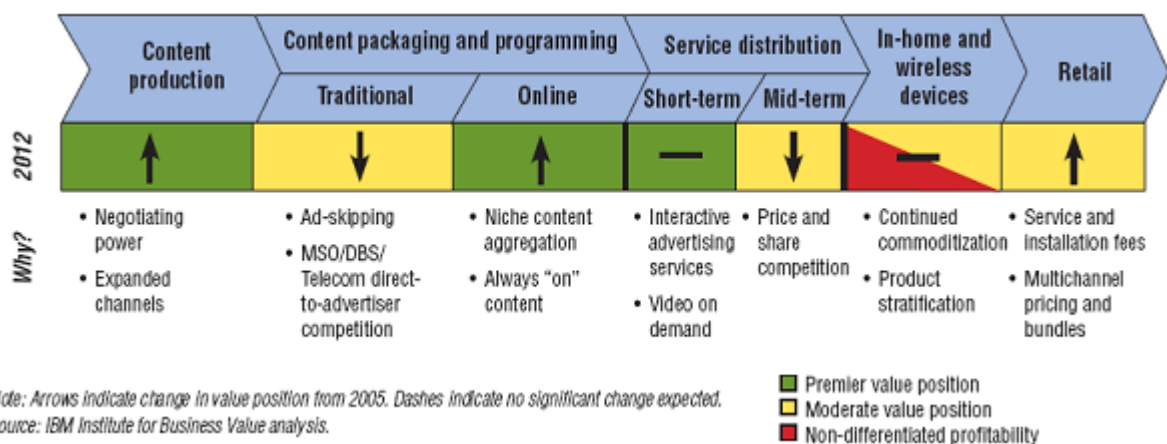 Content production
Content packaging and programming
Service distribution
In-home and wireless devices
Retail
Traditional
Online
Short-term
Mid-term
2012
Why?
• Negotiating
power
• Expanded
channels
• Ad-skipping
• MSO/DBS/
Telecom direct-
to-advertiser
competition
• Niche content
aggregation
• Always “on”
content
• Interactive
advertising
services
• Video on
demand
• Price and
share
competition
• Continued
commoditization
• Product
stratification
• Service and
installation fees
• Multichannel
pricing and
bundles
ote: Arrows indicate change in value position from 2005. Dashes indicate no significant change expected.
ource: IBM Institute for Business Value analysis.
Premier value position
Moderate value position
Non-differentiated profitability